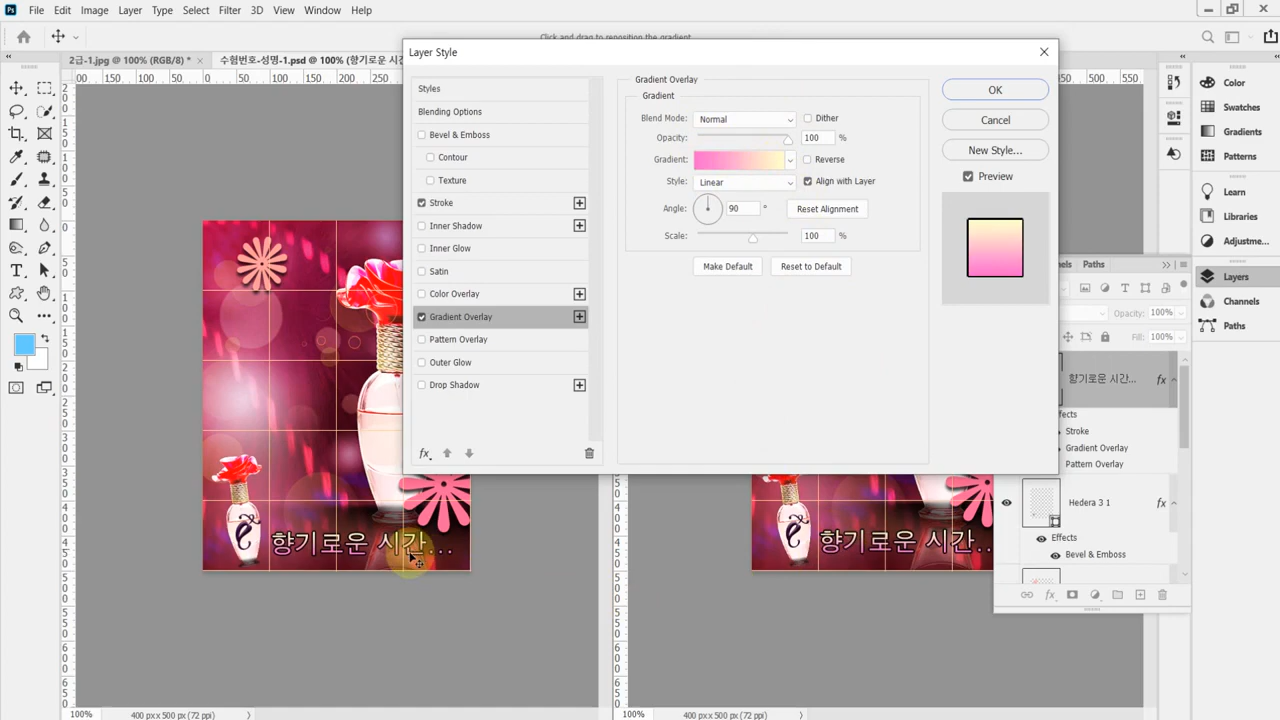 Ps File Edit Image Layer Type Select Filter 3D View Window Help
Click and drag to reposition the gradient
2급-1.jpg @ 100% (RGB/8) * × 수험번호-성명-1.psd @ 100% (향기로운 시간
Layer Style
Styles
Blending Options
Bevel & Emboss
Contour
Texture
Stroke
Inner Shadow
Inner Glow
Satin
Color Overlay
Gradient Overlay
Pattern Overlay
Outer Glow
Drop Shadow
fx
Gradient Overlay
Gradient
Blend Mode: Normal Dither
Opacity: 100 %
Gradient: Reverse
Style: Linear Align with Layer
Angle: 90 ° Reset Alignment
Scale: 100 %
Make Default Reset to Default
OK
Cancel
New Style...
Preview
Color
Swatches
Gradients
Patterns
Learn
Libraries
Adjustme...
Layers
Channels
Paths
nels Paths
Opacity: 100%
Fill: 100%
향기로운 시간... fx
fects
Stroke
Gradient Overlay
Pattern Overlay
Hedera 3 1 fx
Effects
Bevel & Emboss
향기로운 시간...
향기로운 시간...
100% 400 px x 500 px (72 ppi)
100% 400 px x 500 px (72 ppi)